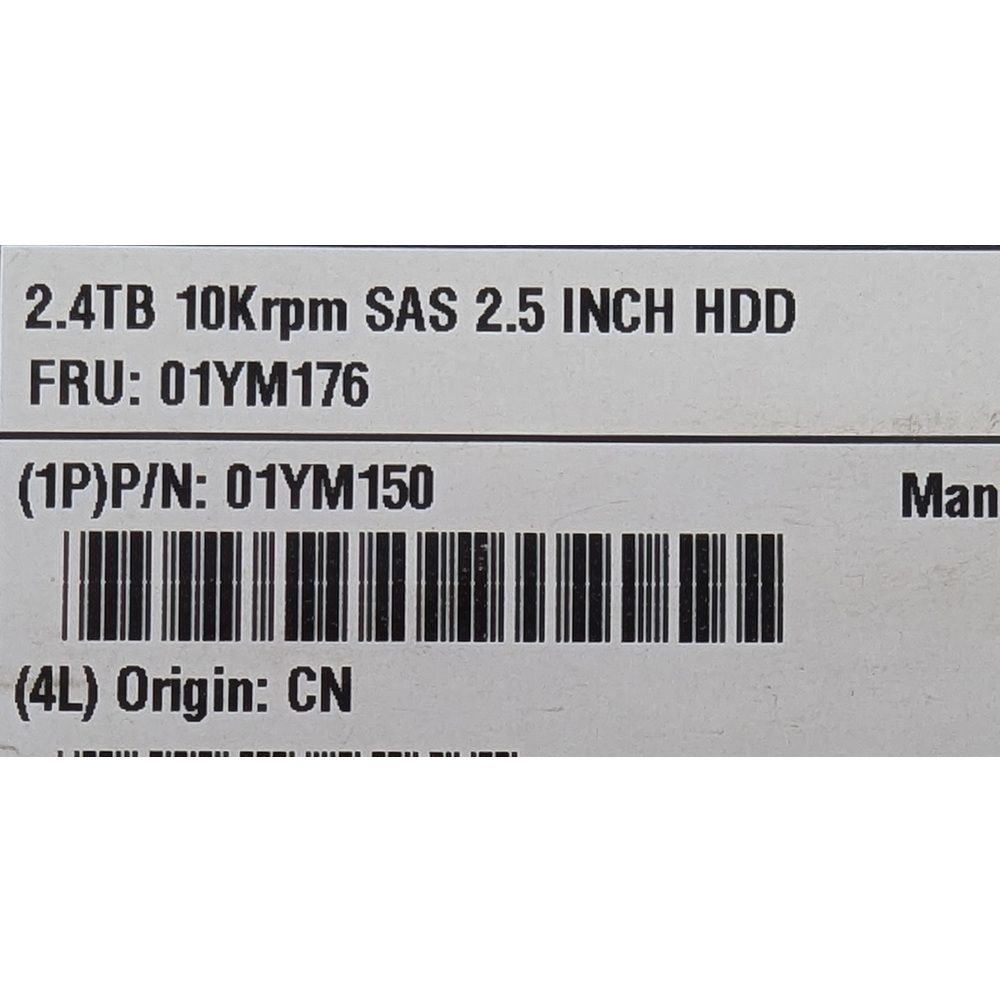 2.4TB 10Krpm SAS 2.5 INCH HDD
FRU: 01YM176
(1P)P/N: 01YM150
Man
(4L) Origin: CN